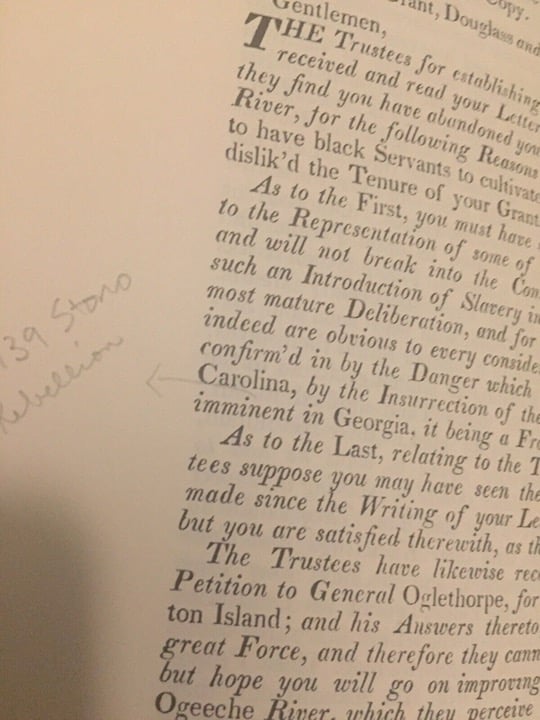 Copy.
Grant, Douglass and
Gentlemen,
THE Trustees for establishing
received and read your Letter
they find you have abandoned you
River, for the following Reasons
to have black Servants to cultivate
dislik'd the Tenure of your Grant
As to the First, you must have
to the Representation of some of
and will not break into the Con
such an Introduction of Slavery in
most mature Deliberation, and for
indeed are obvious to every conside
confirm'd in by the Danger which
Carolina, by the Insurrection of the
imminent in Georgia, it being a Fro
As to the Last, relating to the T
tees suppose you may have seen the
made since the Writing of your Le
but you are satisfied therewith, as th
The Trustees have likewise rec
Petition to General Oglethorpe, for
ton Island; and his Answers thereto
great Force, and therefore they cann
but hope you will go on improving
Ogeeche River, which they perceive
739 Stono
Rebellion